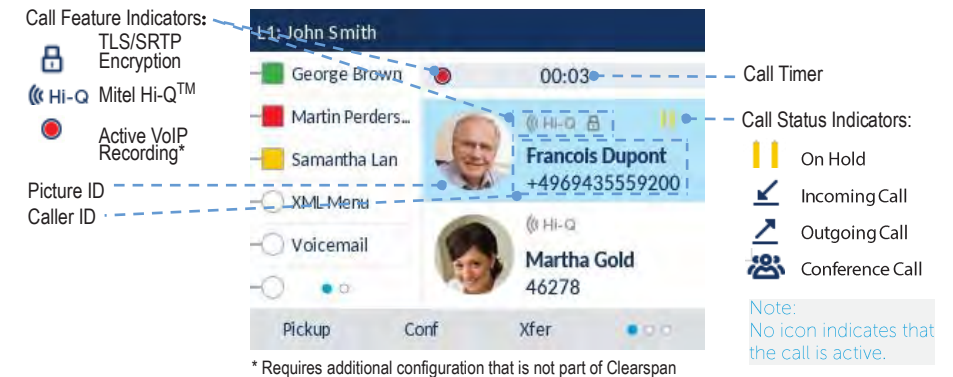 Call Feature Indicators:
TLS/SRTP
Encryption
Hi-Q Mitel Hi-Q™
Active VoIP
Recording*
Picture ID
Caller ID
L1: John Smith
George Brown
00:03
Martin Perders...
Hi-Q
Francois Dupont
+4969435559200
Samantha Lan
XML Menu
Voicemail
Hi-Q
Martha Gold
46278
Pickup Conf Xfer
* Requires additional configuration that is not part of Clearspan
Call Timer
Call Status Indicators:
On Hold
Incoming Call
Outgoing Call
Conference Call
Note:
No icon indicates that
the call is active.